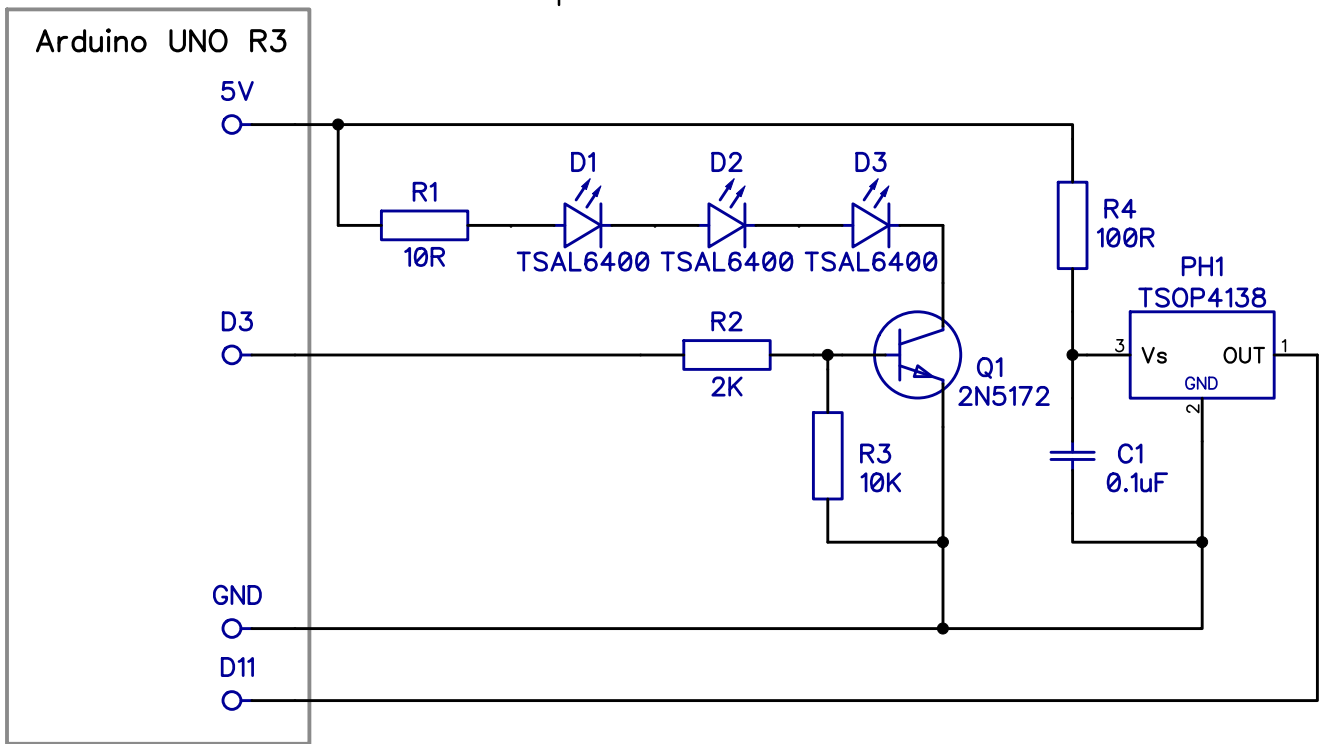 Arduino UNO R3
5V
D1
D2
D3
R1
10R
TSAL6400 TSAL6400 TSAL6400
R4
100R
PH1
TSOP4138
D3
R2
2K
3
Vs
OUT
1
GND
2
Q1
2N5172
R3
10K
C1
0.1uF
GND
D11